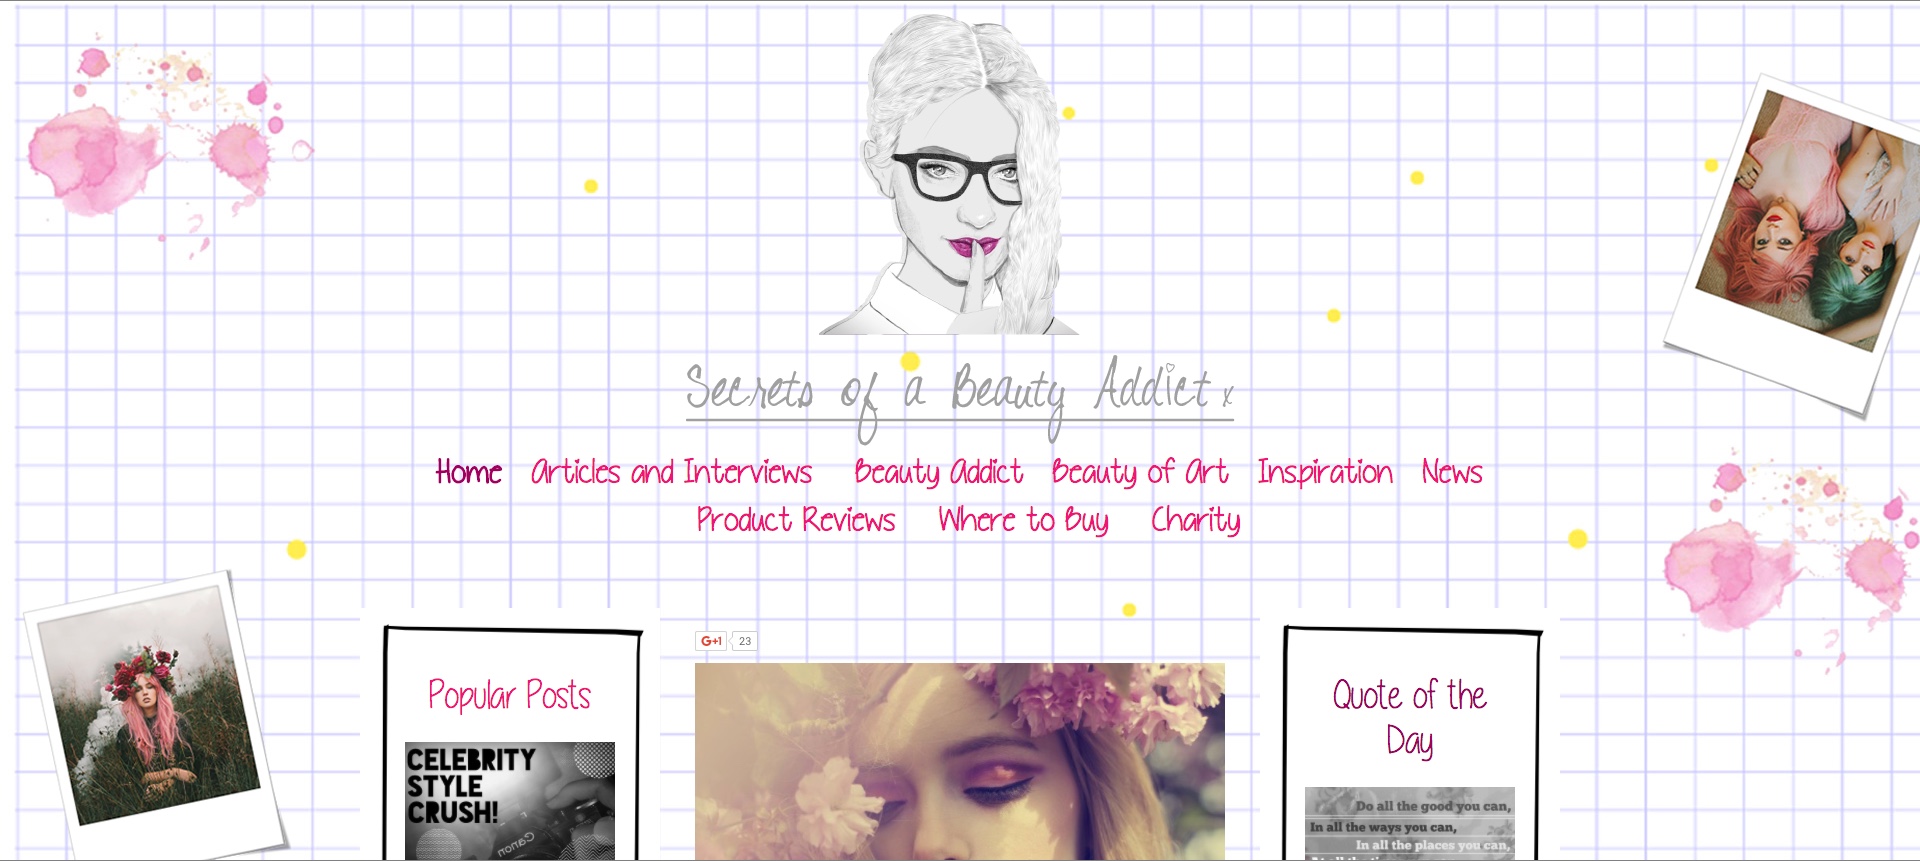 Secrets of a Beauty Addict x
Home Articles and Interviews Beauty Addict Beauty of Art Inspiration News
Product Reviews Where to Buy Charity
G+1 23
Popular Posts
CELEBRITY
STYLE
CRUSH!
Canon
Quote of the
Day
Do all the good you can,
In all the ways you can,
In all the places you can,